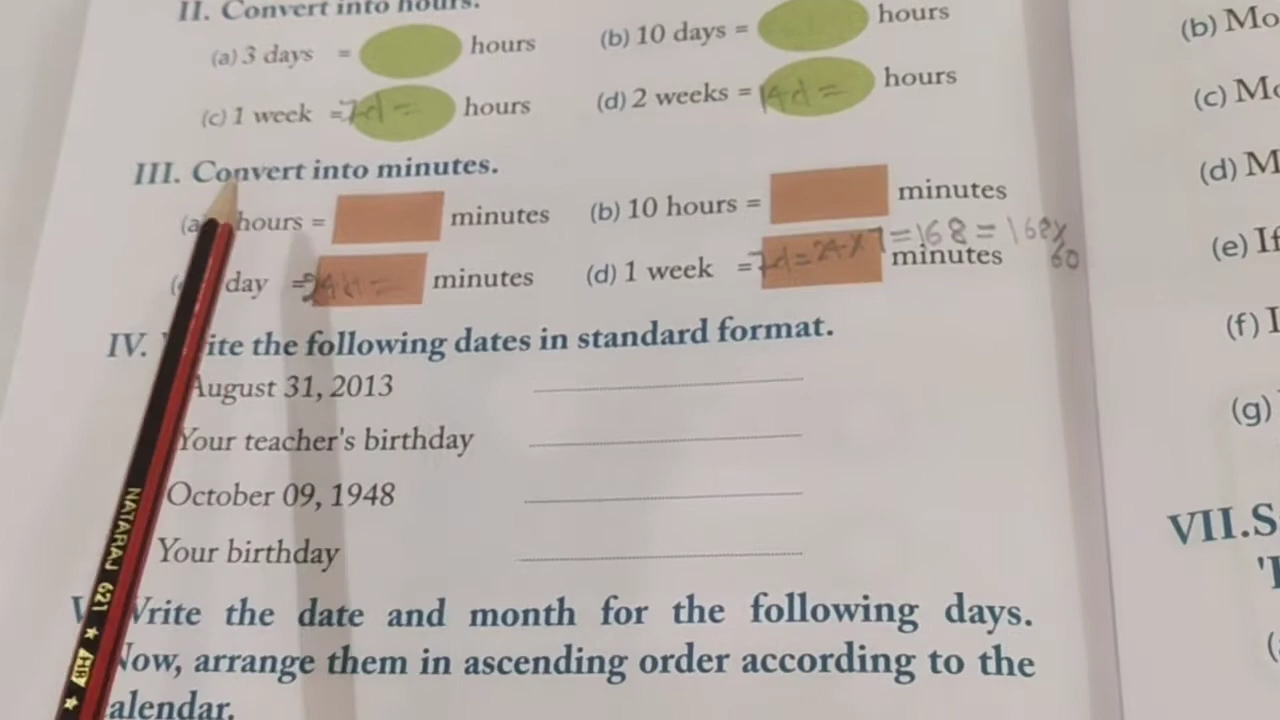 II. Convert into hours.
(a) 3 days = hours (b) 10 days = hours
(c) 1 week = 7d = hours (d) 2 weeks = 14d = hours
III. Convert into minutes.
(a hours = minutes (b) 10 hours = minutes
( day = 24h = minutes (d) 1 week = 7d = 24×7 = 168 = 168× 60 minutes
IV. ite the following dates in standard format.
August 31, 2013
Your teacher's birthday
October 09, 1948
Your birthday
V Write the date and month for the following days.
Now, arrange them in ascending order according to the
alendar.
NATARAJ 621 HB
(b) Mo
(c) Mo
(d) M
(e) If
(f) I
(g)
VII. S